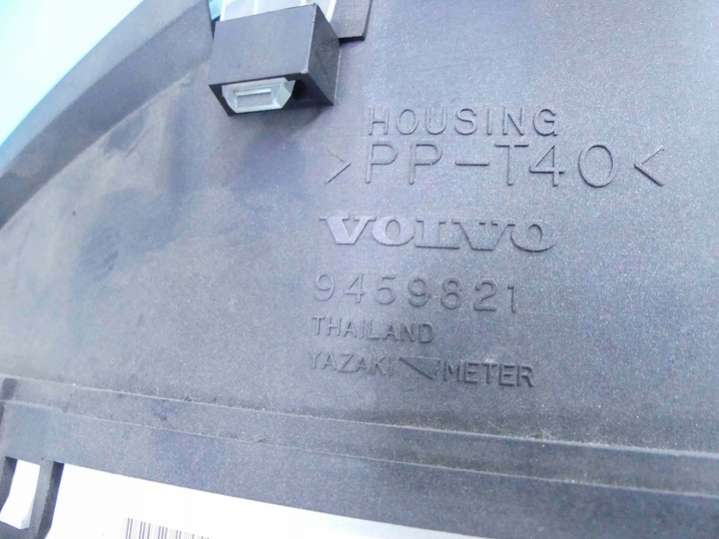 HOUSING
>PP-T40<
VOLVO
9459821
THAILAND
YAZAKI METER